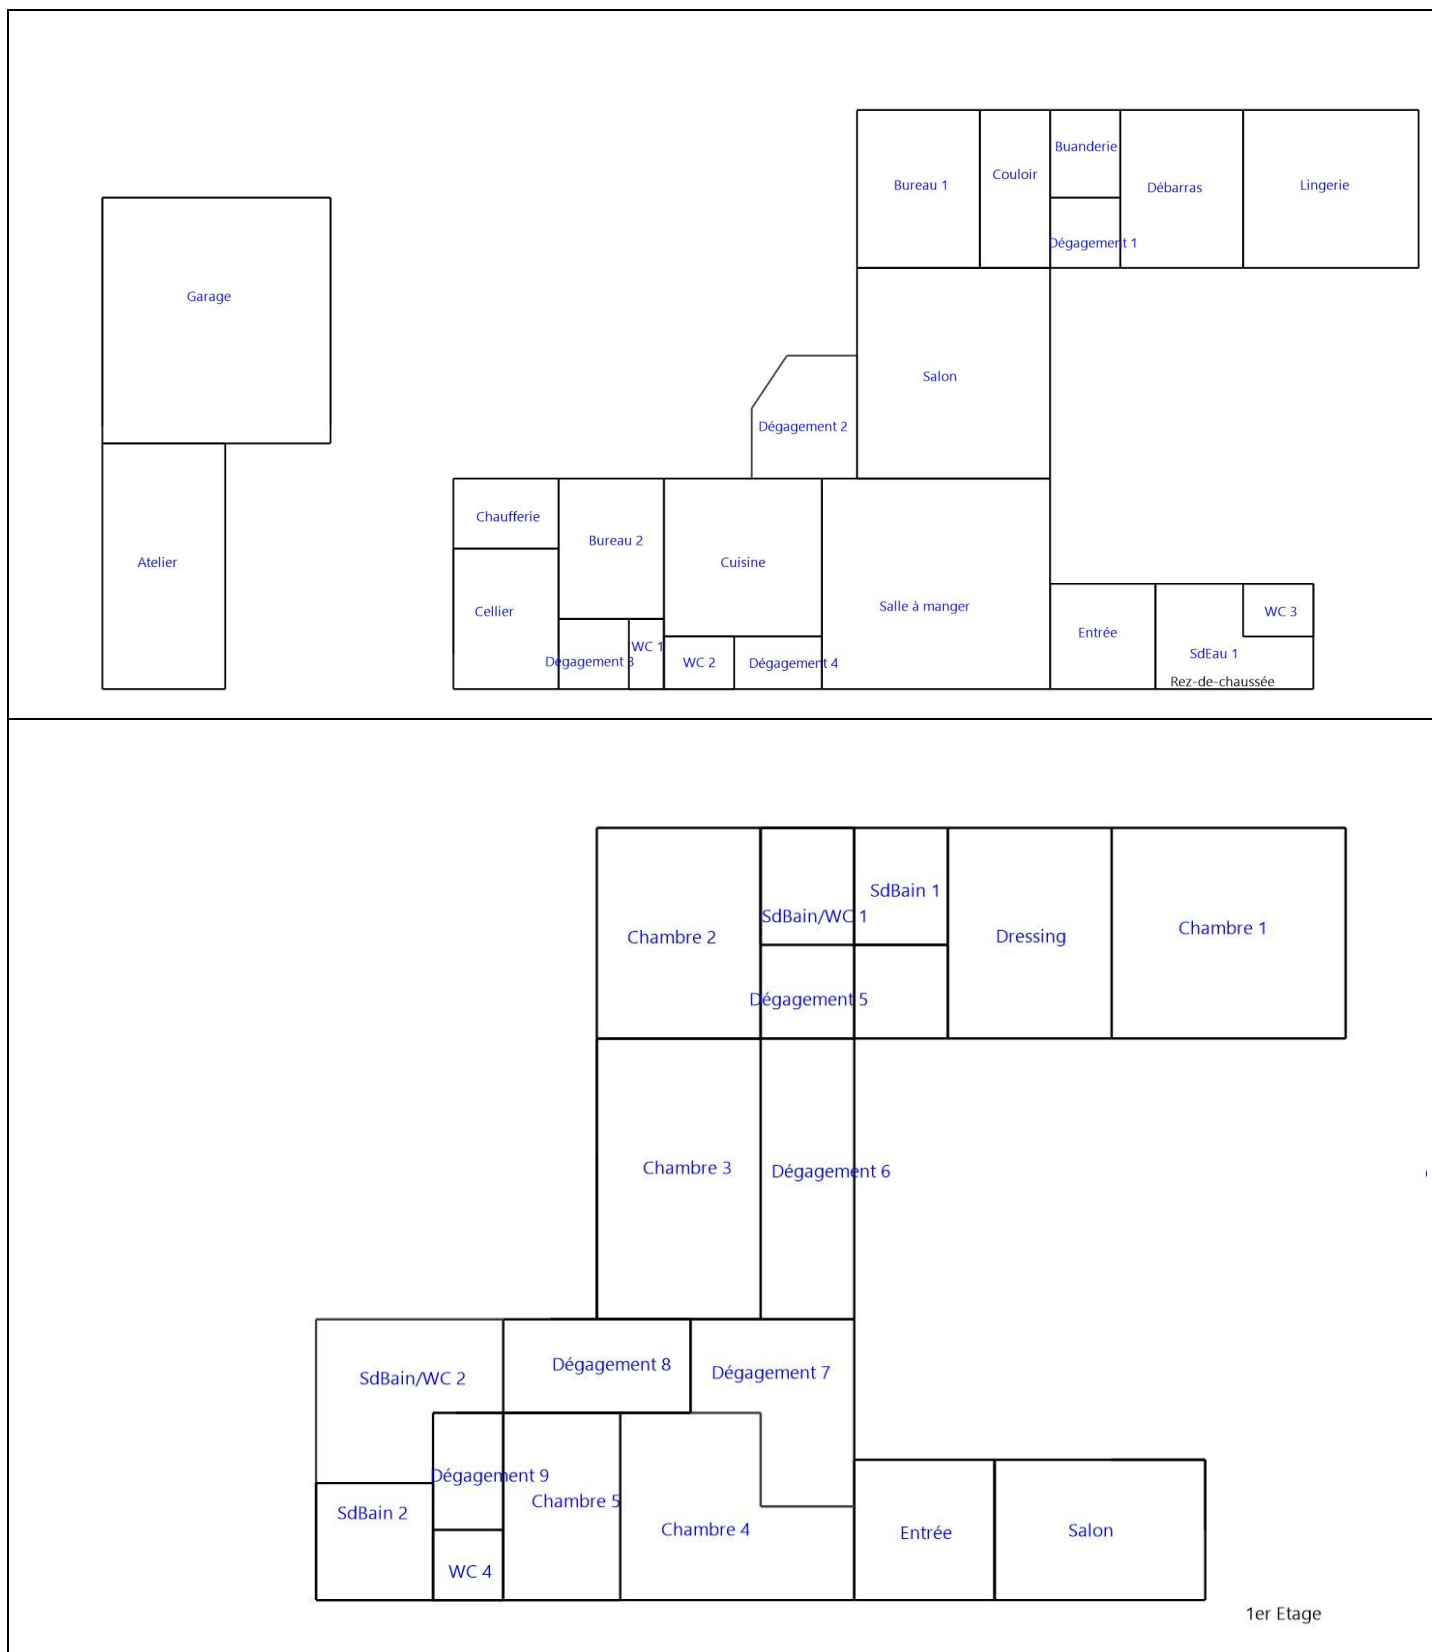 Buanderie
Couloir
Bureau 1
Débarras
Lingerie
Dégagement 1
Garage
Salon
Dégagement 2
Chaufferie
Bureau 2
Cuisine
Atelier
Salle à manger
Cellier
WC 3
Entrée
WC 1
SdEau 1
Dégagement 3
WC 2
Dégagement 4
Rez-de-chaussée
SdBain 1
SdBain/WC 1
Chambre 2
Dressing
Chambre 1
Dégagement 5
Chambre 3
Dégagement 6
Dégagement 8
Dégagement 7
SdBain/WC 2
Dégagement 9
Chambre 5
SdBain 2
Chambre 4
Entrée
Salon
WC 4
1er Etage